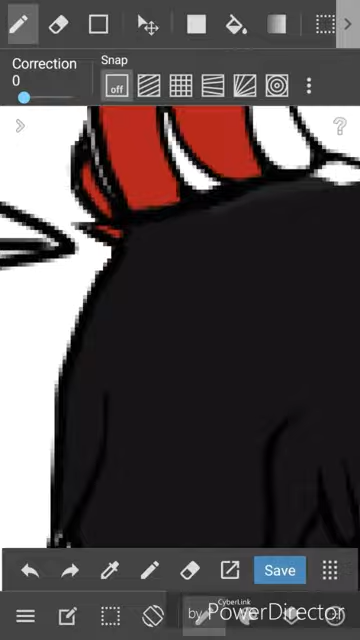 Correction
0
Snap
off
?
Save
CyberLink
by PowerDirector